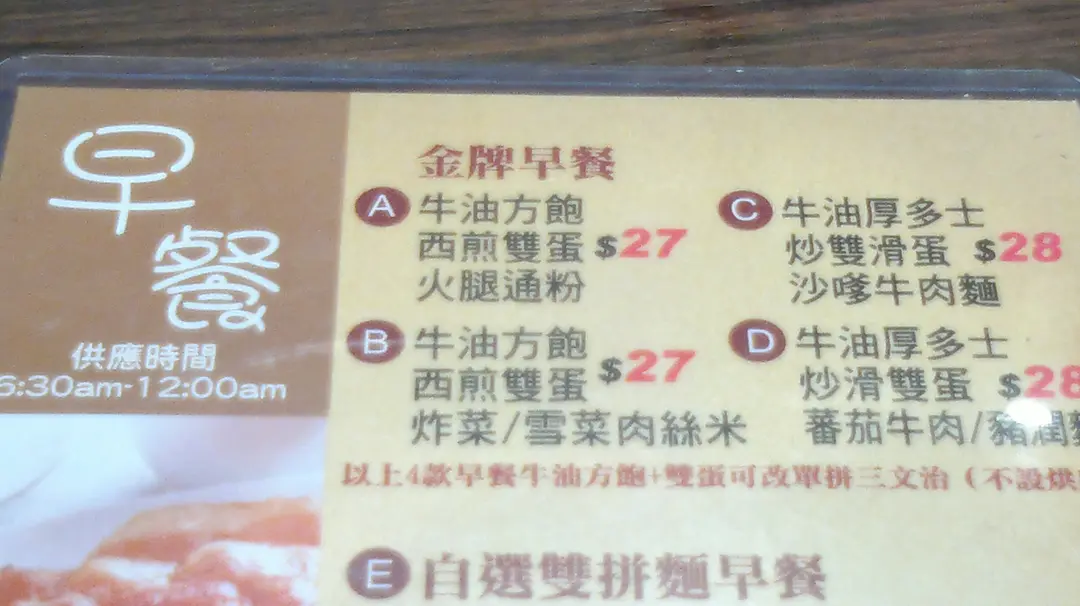 早
餐
供應時間
6:30am-12:00am
金牌早餐
A 牛油方飽
西煎雙蛋 $27
火腿通粉
B 牛油方飽
西煎雙蛋 $27
炸菜/雪菜肉絲米
C 牛油厚多士
炒雙滑蛋 $28
沙嗲牛肉麵
D 牛油厚多士
炒滑雙蛋 $28
蕃茄牛肉/豬潤
以上4款早餐牛油方飽+雙蛋可改單拼三文治（不設烘
E 自選雙拼麵早餐